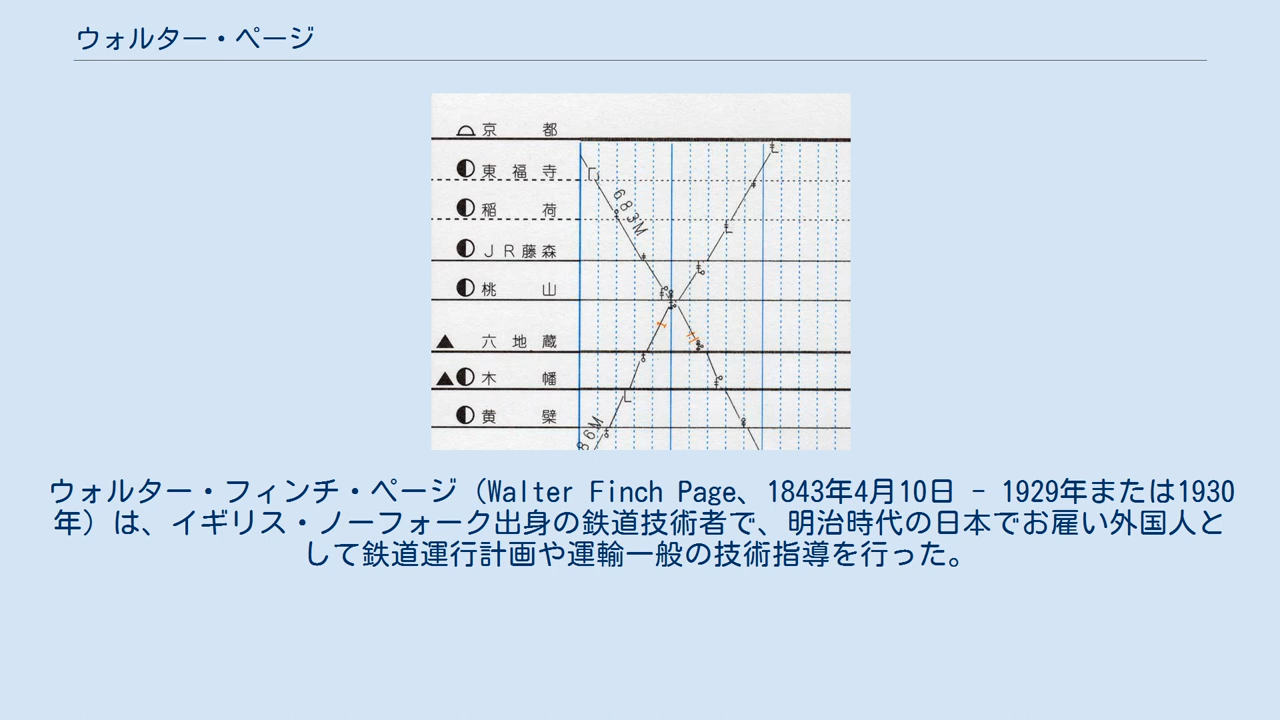 ウォルター・ページ
京都
東福寺
稲荷
JR藤森
桃山
六地蔵
木幡
黄檗
683M
86M
ウォルター・フィンチ・ページ（Walter Finch Page、1843年4月10日 - 1929年または1930
年）は、イギリス・ノーフォーク出身の鉄道技術者で、明治時代の日本でお雇い外国人と
して鉄道運行計画や運輸一般の技術指導を行った。